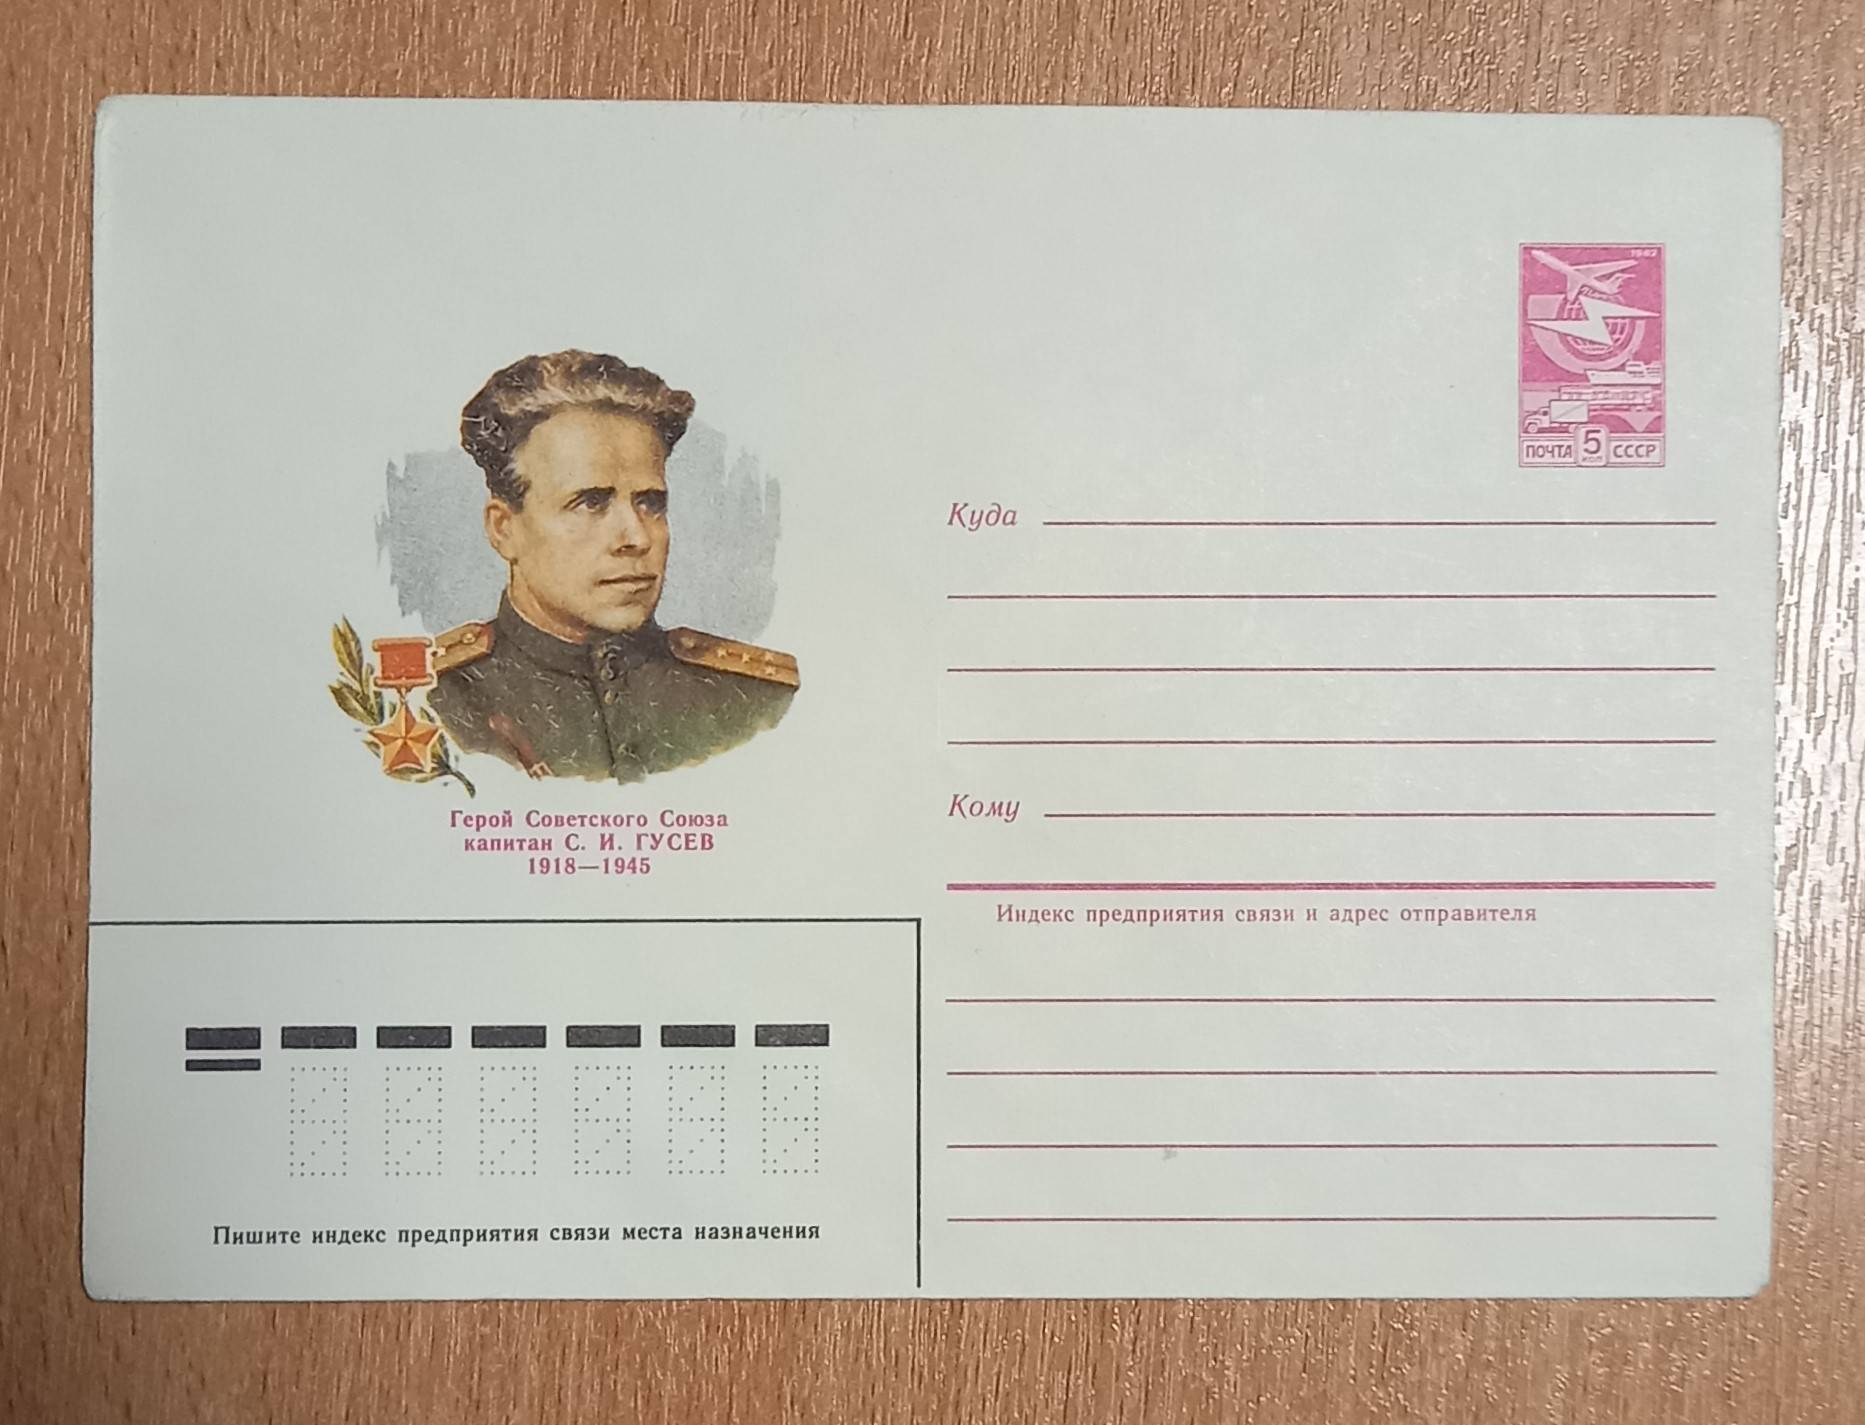 1982
ПОЧТА 5 КОП СССР
Куда
Герой Советского Союза
капитан С. И. ГУСЕВ
1918—1945
Кому
Индекс предприятия связи и адрес отправителя
Пишите индекс предприятия связи места назначения